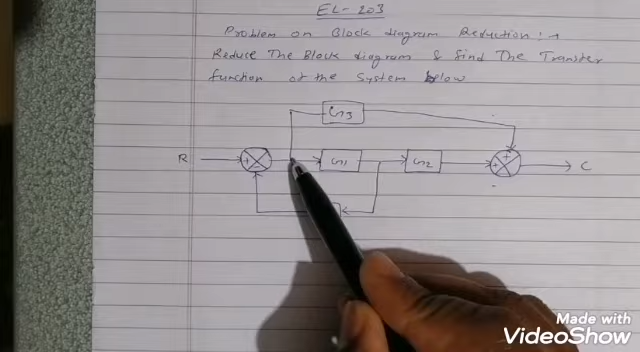 EL-203
Problem on Block diagram Reduction:-
Reduce The Block diagram & find The Transfer
function of the System below
G3
R
+
-
G1
G2
+
+
C
Made with
VideoShow